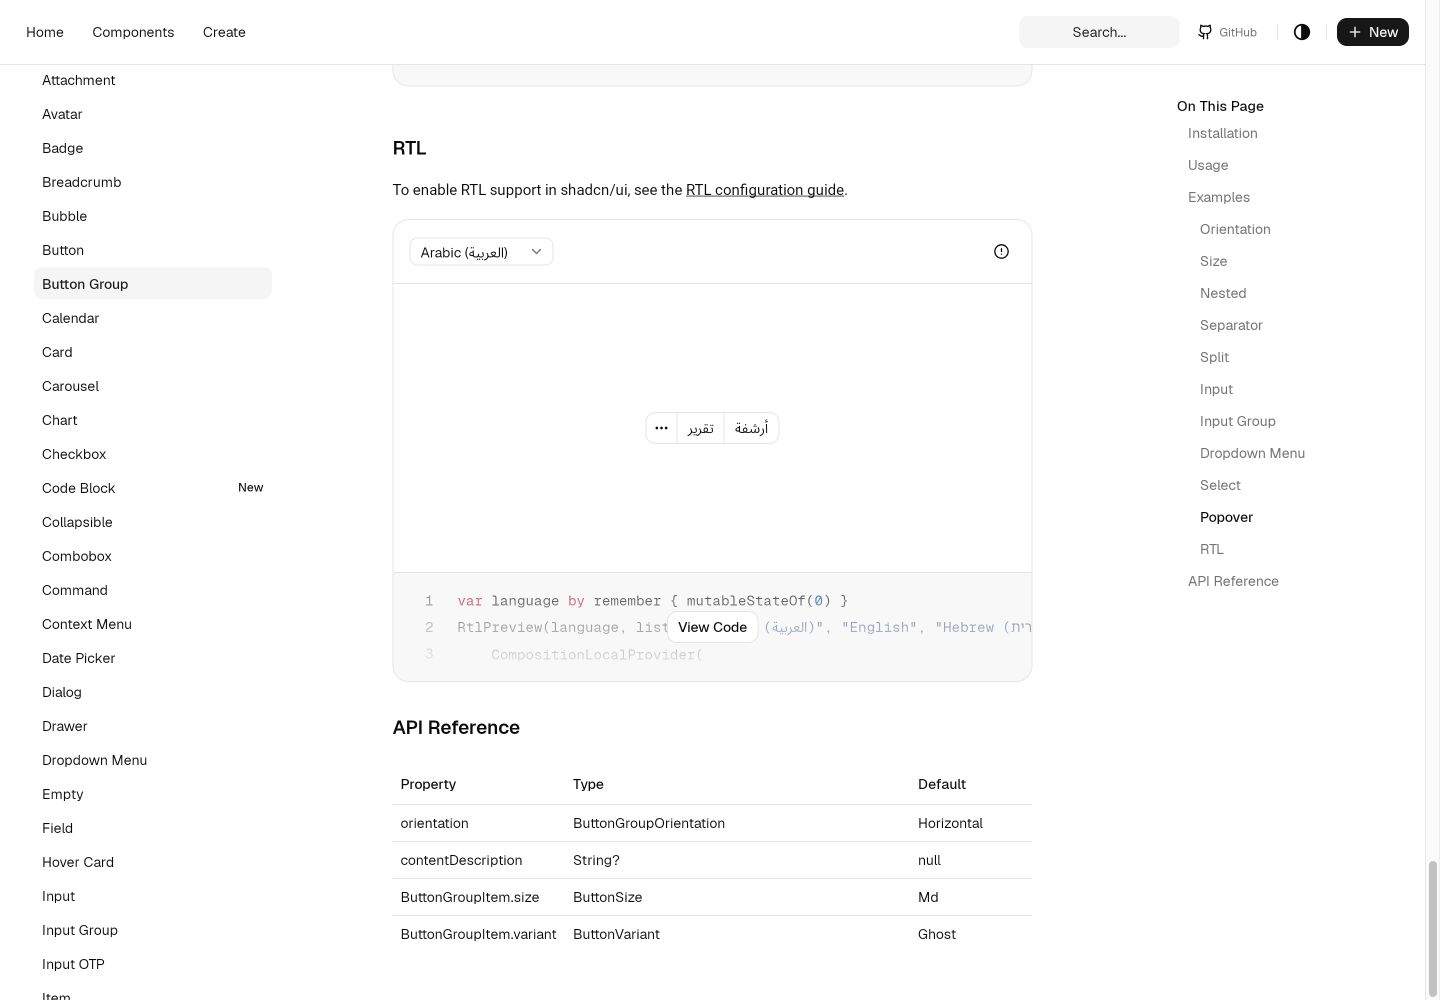 Home
Components
Create
Search...
GitHub
New
Attachment
Avatar
Badge
Breadcrumb
Bubble
Button
Button Group
Calendar
Card
Carousel
Chart
Checkbox
Code Block
New
Collapsible
Combobox
Command
Context Menu
Date Picker
Dialog
Drawer
Dropdown Menu
Empty
Field
Hover Card
Input
Input Group
Input OTP
Item
RTL
To enable RTL support in shadcn/ui, see the RTL configuration guide.
Arabic (العربية)
أرشفة
تقرير
1 var language by remember { mutableStateOf(0) }
2 RtlPreview(language, list (العربية)", "English", "Hebrew (
View Code
3 CompositionLocalProvider(
API Reference
Property Type Default
orientation ButtonGroupOrientation Horizontal
contentDescription String? null
ButtonGroupItem.size ButtonSize Md
ButtonGroupItem.variant ButtonVariant Ghost
On This Page
Installation
Usage
Examples
Orientation
Size
Nested
Separator
Split
Input
Input Group
Dropdown Menu
Select
Popover
RTL
API Reference